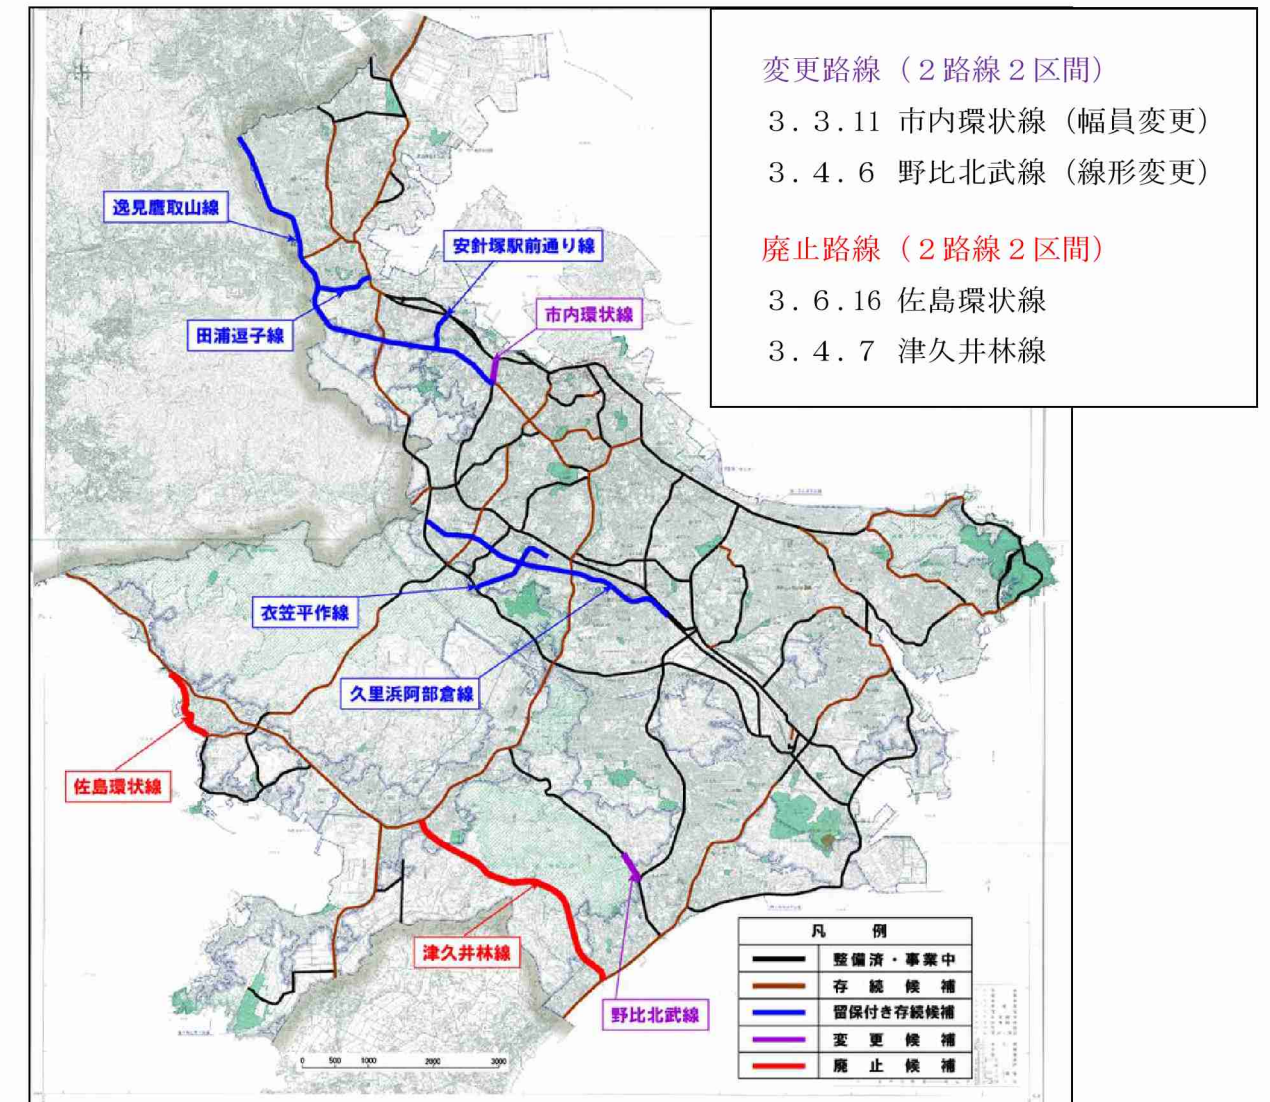 変更路線（２路線２区間）
３．３．11 市内環状線（幅員変更）
３．４．６ 野比北武線（線形変更）
廃止路線（２路線２区間）
３．６．16 佐島環状線
３．４．７ 津久井林線
逸見鷹取山線
安針塚駅前通り線
市内環状線
田浦逗子線
衣笠平作線
久里浜阿部倉線
佐島環状線
津久井林線
野比北武線
凡 例
整備済・事業中
存 続 候 補
留保付き存続候補
変 更 候 補
廃 止 候 補
0 500 1000 2000 3000